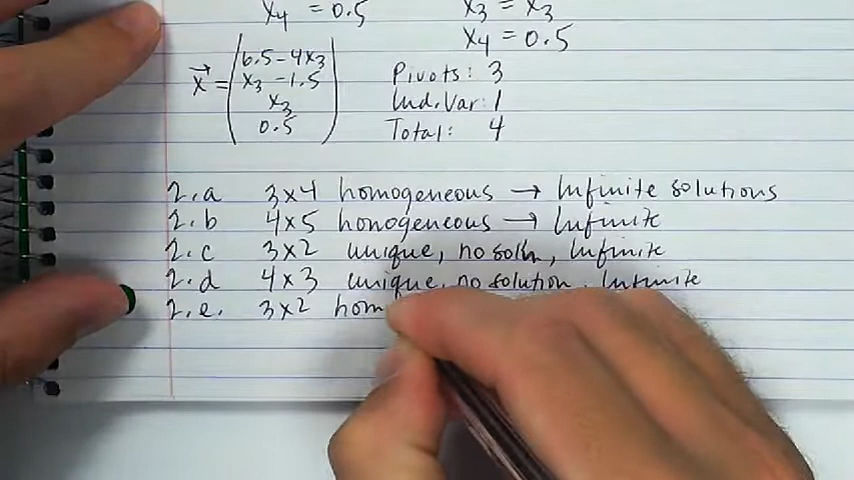 x₄ = 0.5
x₃ = x₃
x₄ = 0.5
x⃗ = (6.5 - 4x₃
x₃ - 1.5
x₃
0.5)
Pivots: 3
Ind.Var: 1
Total: 4
2.a 3x4 homogeneous → Infinite solutions
2.b 4x5 honogeneous → Infinite
2.c 3x2 unique, no soln, Infinite
2.d 4x3 unique, no solution, Infinite
2.e. 3x2 hom